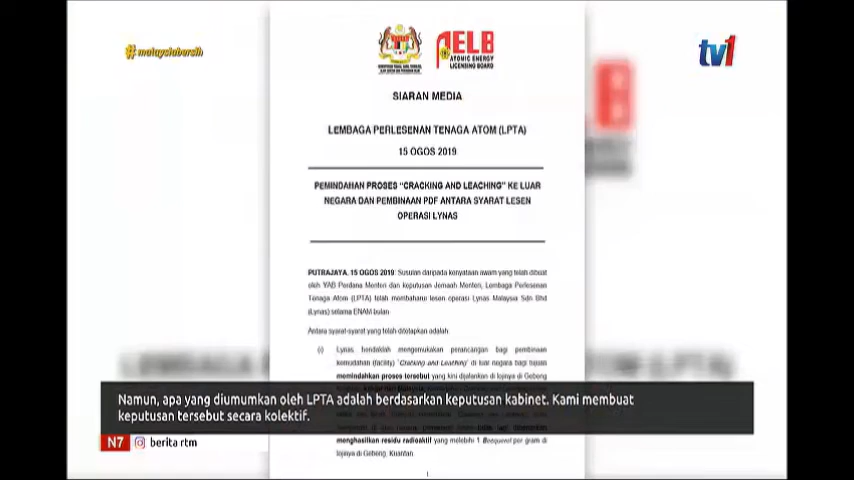 #malaysiabersih
tv1
AELB
ATOMIC ENERGY
LICENSING BOARD
SIARAN MEDIA
LEMBAGA PERLESENAN TENAGA ATOM (LPTA)
15 OGOS 2019
PEMINDAHAN PROSES “CRACKING AND LEACHING” KE LUAR
NEGARA DAN PEMBINAAN PDF ANTARA SYARAT LESEN
OPERASI LYNAS
PUTRAJAYA, 15 OGOS 2019: Susulan daripada kenyataan awam yang telah dibuat
oleh YAB Perdana Menteri dan keputusan Jemaah Menteri, Lembaga Perlesenan
Tenaga Atom (LPTA) telah membaharui lesen operasi Lynas Malaysia Sdn Bhd
(Lynas) selama ENAM bulan.
Antara syarat-syarat yang telah ditetapkan adalah
(i) Lynas hendaklah mengemukakan perancangan bagi pembinaan
kemudahan (facility) “Cracking and Leaching” di luar negara bagi tujuan
memindahkan proses tersebut yang kini dijalankan di lojaya di Gebeng
Namun, apa yang diumumkan oleh LPTA adalah berdasarkan keputusan kabinet. Kami membuat
keputusan tersebut secara kolektif.
menghasilkan residu radioaktif yang melebihi 1 Becquerel per gram di
lojaya di Gebeng, Kuantan.
N7 berita rtm
1